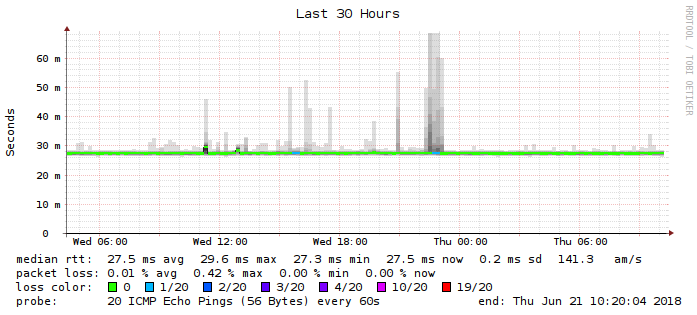 Last 30 Hours
RRDTOOL / TOBI OETIKER
Seconds
60 m
50 m
40 m
30 m
20 m
10 m
0
Wed 06:00 Wed 12:00 Wed 18:00 Thu 00:00 Thu 06:00
median rtt: 27.5 ms avg 29.6 ms max 27.3 ms min 27.5 ms now 0.2 ms sd 141.3 am/s
packet loss: 0.01 % avg 0.42 % max 0.00 % min 0.00 % now
loss color: 0 1/20 2/20 3/20 4/20 10/20 19/20
probe: 20 ICMP Echo Pings (56 Bytes) every 60s end: Thu Jun 21 10:20:04 2018